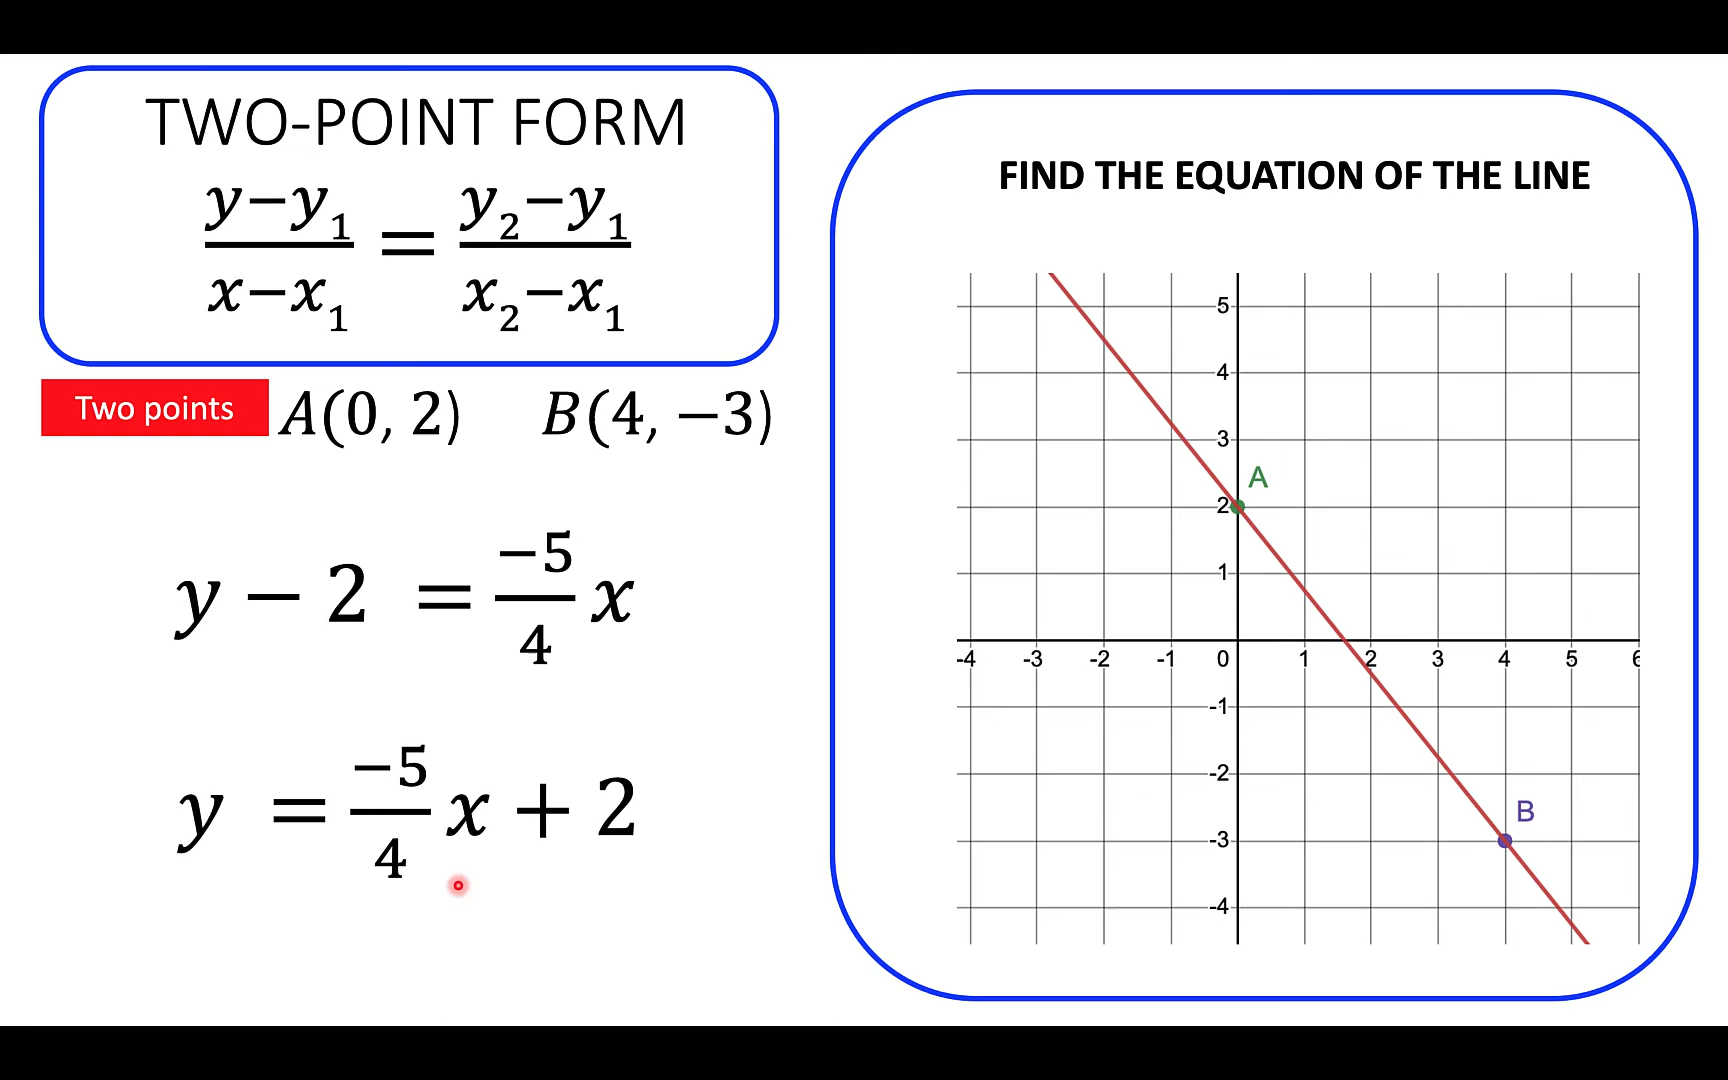 TWO-POINT FORM
y−y₁/x−x₁ = y₂−y₁/x₂−x₁
Two points A(0, 2) B(4, −3)
y − 2 = −5/4 x
y = −5/4 x + 2
FIND THE EQUATION OF THE LINE
5
4
3
A
2
1
-4 -3 -2 -1 0 1 2 3 4 5 6
-1
-2
B
-3
-4